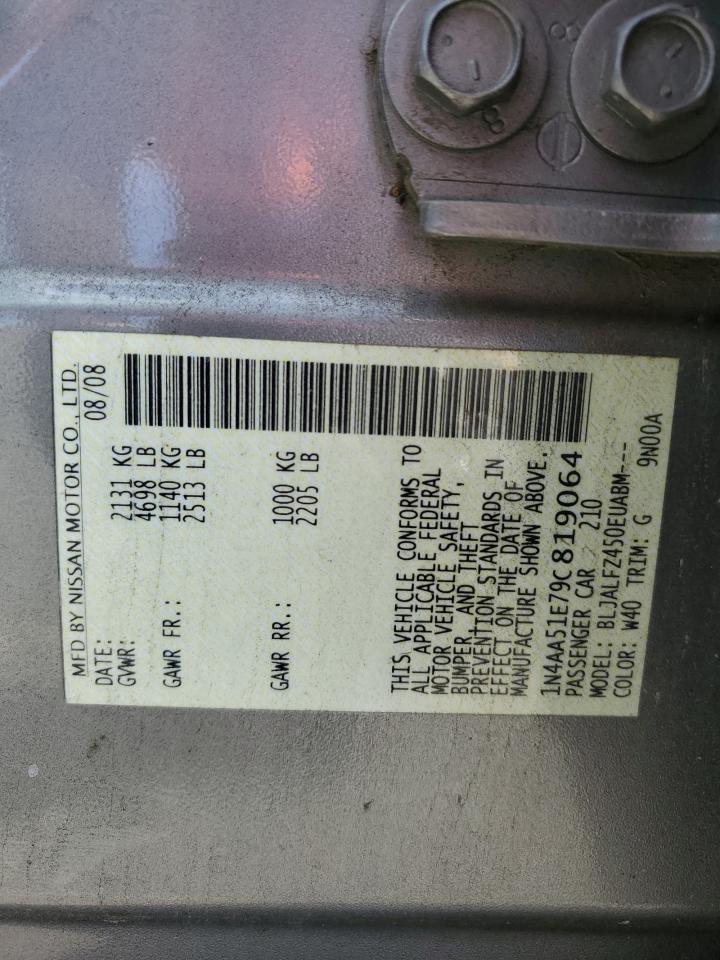 MFD BY NISSAN MOTOR CO., LTD.
DATE: 08/08
GVWR: 2131 KG
4698 LB
GAWR FR.: 1140 KG
2513 LB
GAWR RR.: 1000 KG
2205 LB
THIS VEHICLE CONFORMS TO
ALL APPLICABLE FEDERAL
MOTOR VEHICLE SAFETY,
BUMPER, AND THEFT
PREVENTION STANDARDS IN
EFFECT ON THE DATE OF
MANUFACTURE SHOWN ABOVE.
1N4AA51E79C819064
PASSENGER CAR 210
MODEL: BLJALFZ450EUABM---
COLOR: W40 TRIM: G 9N00A
8
8